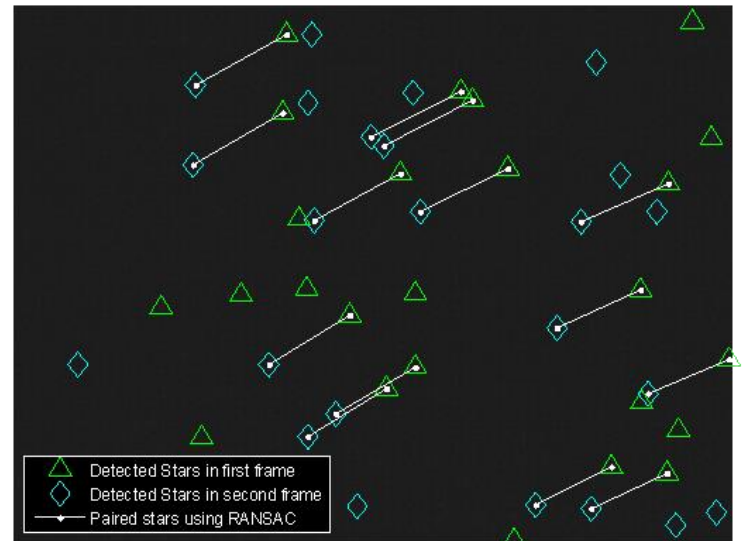 Detected Stars in first frame
Detected Stars in second frame
Paired stars using RANSAC